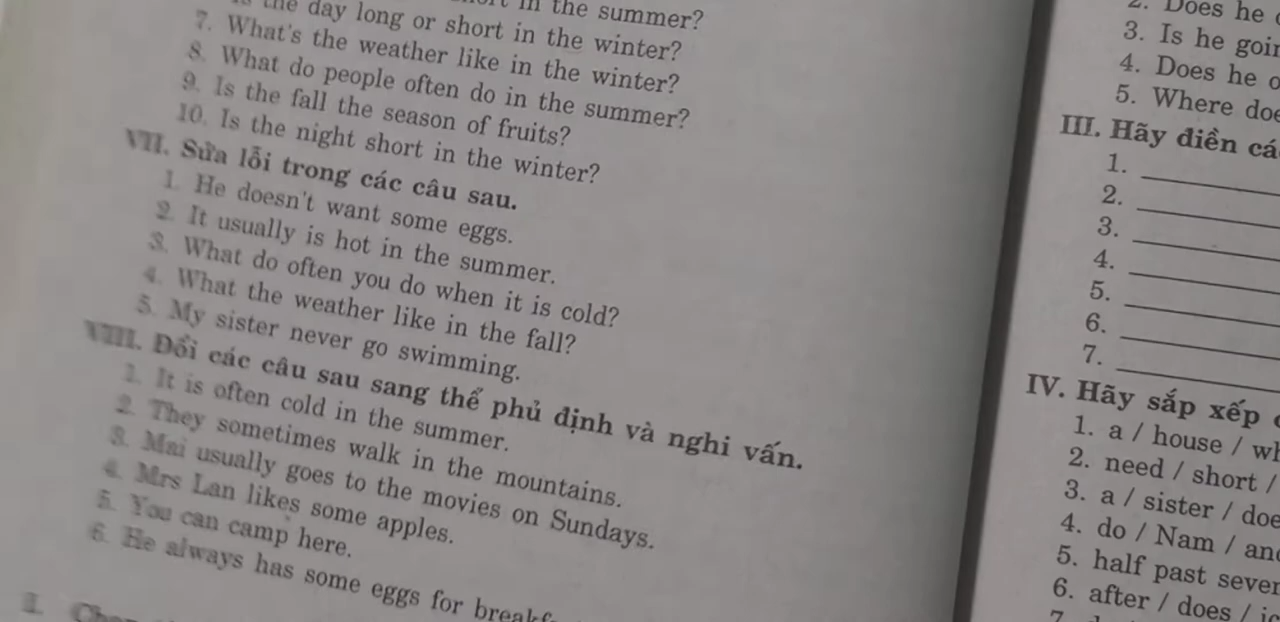 in the summer?
the day long or short in the winter?
7. What's the weather like in the winter?
8. What do people often do in the summer?
9. Is the fall the season of fruits?
10. Is the night short in the winter?
VII. Sửa lỗi trong các câu sau.
1. He doesn't want some eggs.
2. It usually is hot in the summer.
3. What do often you do when it is cold?
4. What the weather like in the fall?
5. My sister never go swimming.
VIII. Đổi các câu sau sang thể phủ định và nghi vấn.
1. It is often cold in the summer.
2. They sometimes walk in the mountains.
3. Mai usually goes to the movies on Sundays.
4. Mrs Lan likes some apples.
5. You can camp here.
6. He always has some eggs for
I.
2. Does he
3. Is he
4. Does he
5. Where
III. Hãy điền
1.
2.
3.
4.
5.
6.
7.
IV. Hãy sắp xếp
1. a / house /
2. need / short /
3. a / sister /
4. do / Nam /
5. half past
6. after / does /
7.